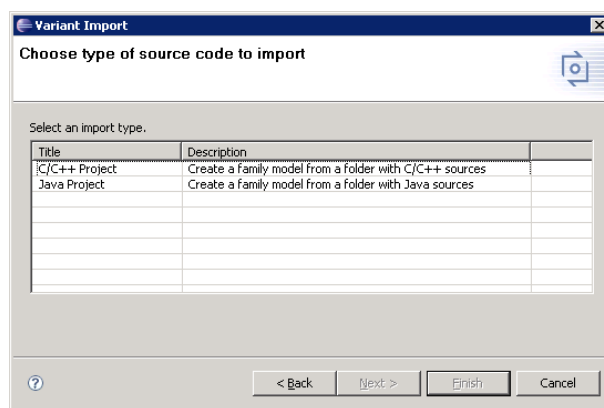 Variant Import
Choose type of source code to import
Select an import type.
Title Description
C/C++ Project Create a family model from a folder with C/C++ sources
Java Project Create a family model from a folder with Java sources
< Back Next > Finish Cancel